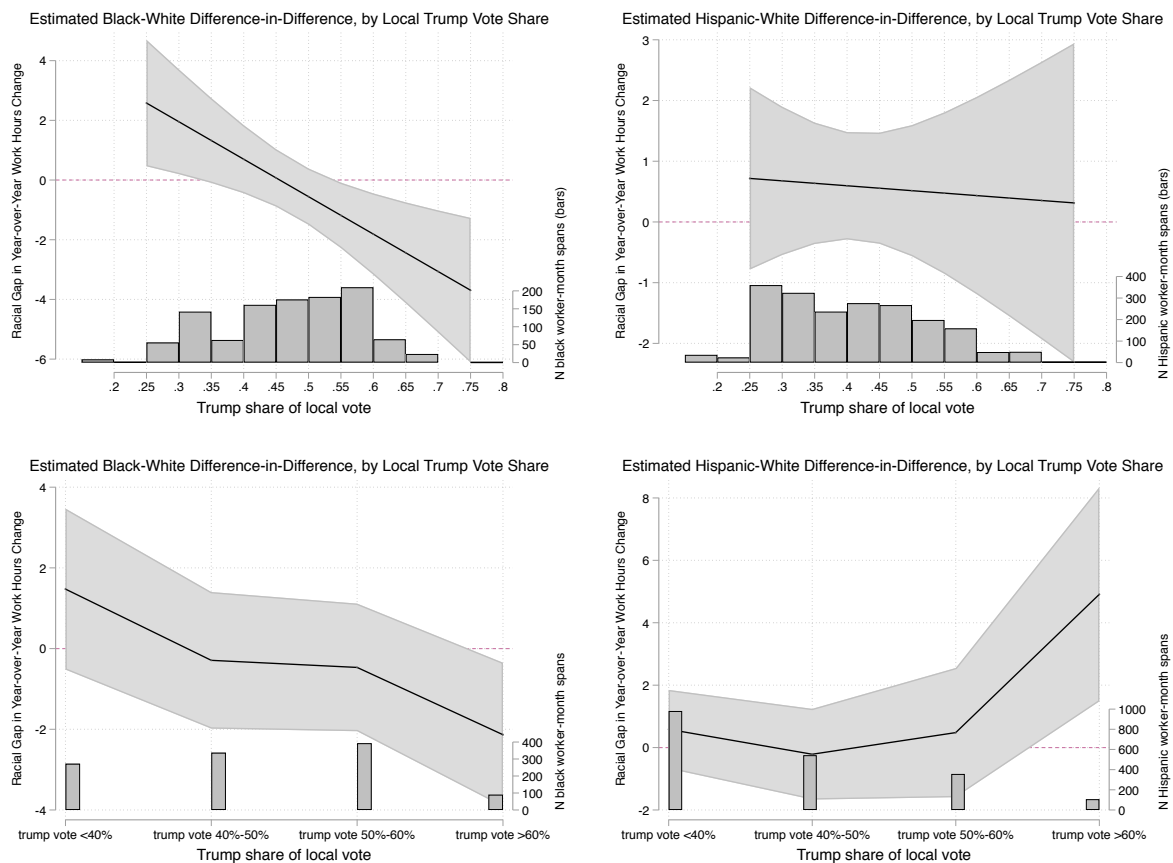 Estimated Black-White Difference-in-Difference, by Local Trump Vote Share
Racial Gap in Year-over-Year Work Hours Change
4
2
0
-2
-4
-6
200
150
100
50
0
N black worker-month spans (bars)
.2 .25 .3 .35 .4 .45 .5 .55 .6 .65 .7 .75 .8
Trump share of local vote
Estimated Hispanic-White Difference-in-Difference, by Local Trump Vote Share
Racial Gap in Year-over-Year Work Hours Change
3
2
1
0
-1
-2
400
300
200
100
0
N Hispanic worker-month spans (bars)
.2 .25 .3 .35 .4 .45 .5 .55 .6 .65 .7 .75 .8
Trump share of local vote
Estimated Black-White Difference-in-Difference, by Local Trump Vote Share
Racial Gap in Year-over-Year Work Hours Change
4
2
0
-2
-4
400
300
200
100
0
N black worker-month spans
trump vote <40% trump vote 40%-50% trump vote 50%-60% trump vote >60%
Trump share of local vote
Estimated Hispanic-White Difference-in-Difference, by Local Trump Vote Share
Racial Gap in Year-over-Year Work Hours Change
8
6
4
2
0
-2
1000
800
600
400
200
0
N Hispanic worker-month spans
trump vote <40% trump vote 40%-50% trump vote 50%-60% trump vote >60%
Trump share of local vote